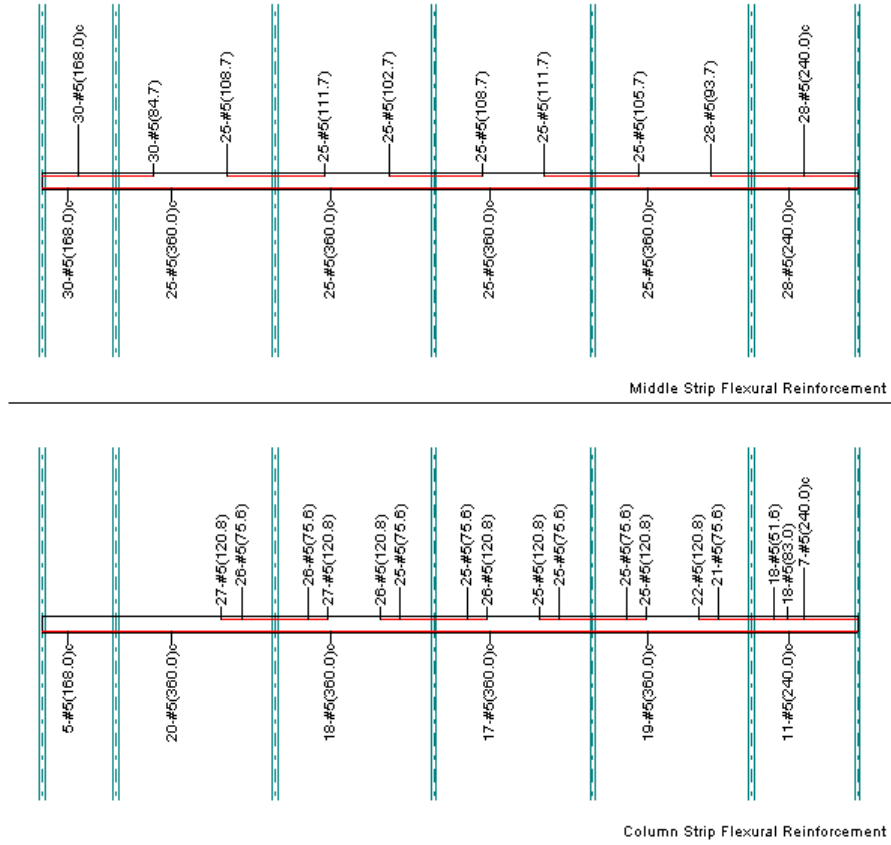 30-#5(168.0)c
30-#5(84.7)
25-#5(108.7)
25-#5(111.7)
25-#5(102.7)
25-#5(108.7)
25-#5(111.7)
25-#5(105.7)
28-#5(93.7)
28-#5(240.0)c
30-#5(168.0)c
25-#5(360.0)c
25-#5(360.0)c
25-#5(360.0)c
25-#5(360.0)c
28-#5(240.0)c
Middle Strip Flexural Reinforcement
27-#5(120.8)
26-#5(75.6)
26-#5(75.6)
27-#5(120.8)
26-#5(120.8)
25-#5(75.6)
25-#5(75.6)
26-#5(120.8)
25-#5(120.8)
25-#5(75.6)
25-#5(75.6)
25-#5(120.8)
22-#5(120.8)
21-#5(75.6)
18-#5(51.6)
18-#5(83.0)
7-#5(240.0)c
5-#5(168.0)c
20-#5(360.0)c
18-#5(360.0)c
17-#5(360.0)c
19-#5(360.0)c
11-#5(240.0)c
Column Strip Flexural Reinforcement